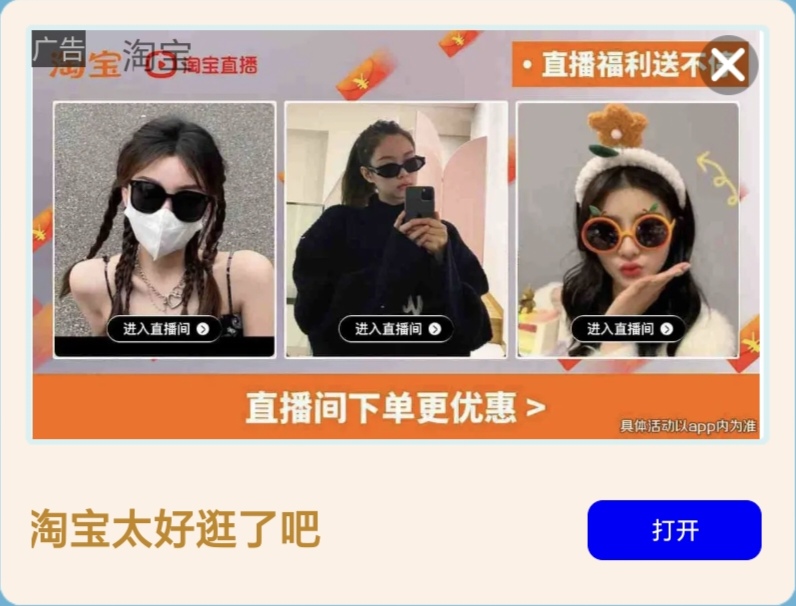 广告
淘宝
淘宝
淘宝直播
• 直播福利送不
进入直播间
进入直播间
进入直播间
直播间下单更优惠 >
具体活动以app内为准
淘宝太好逛了吧
打开